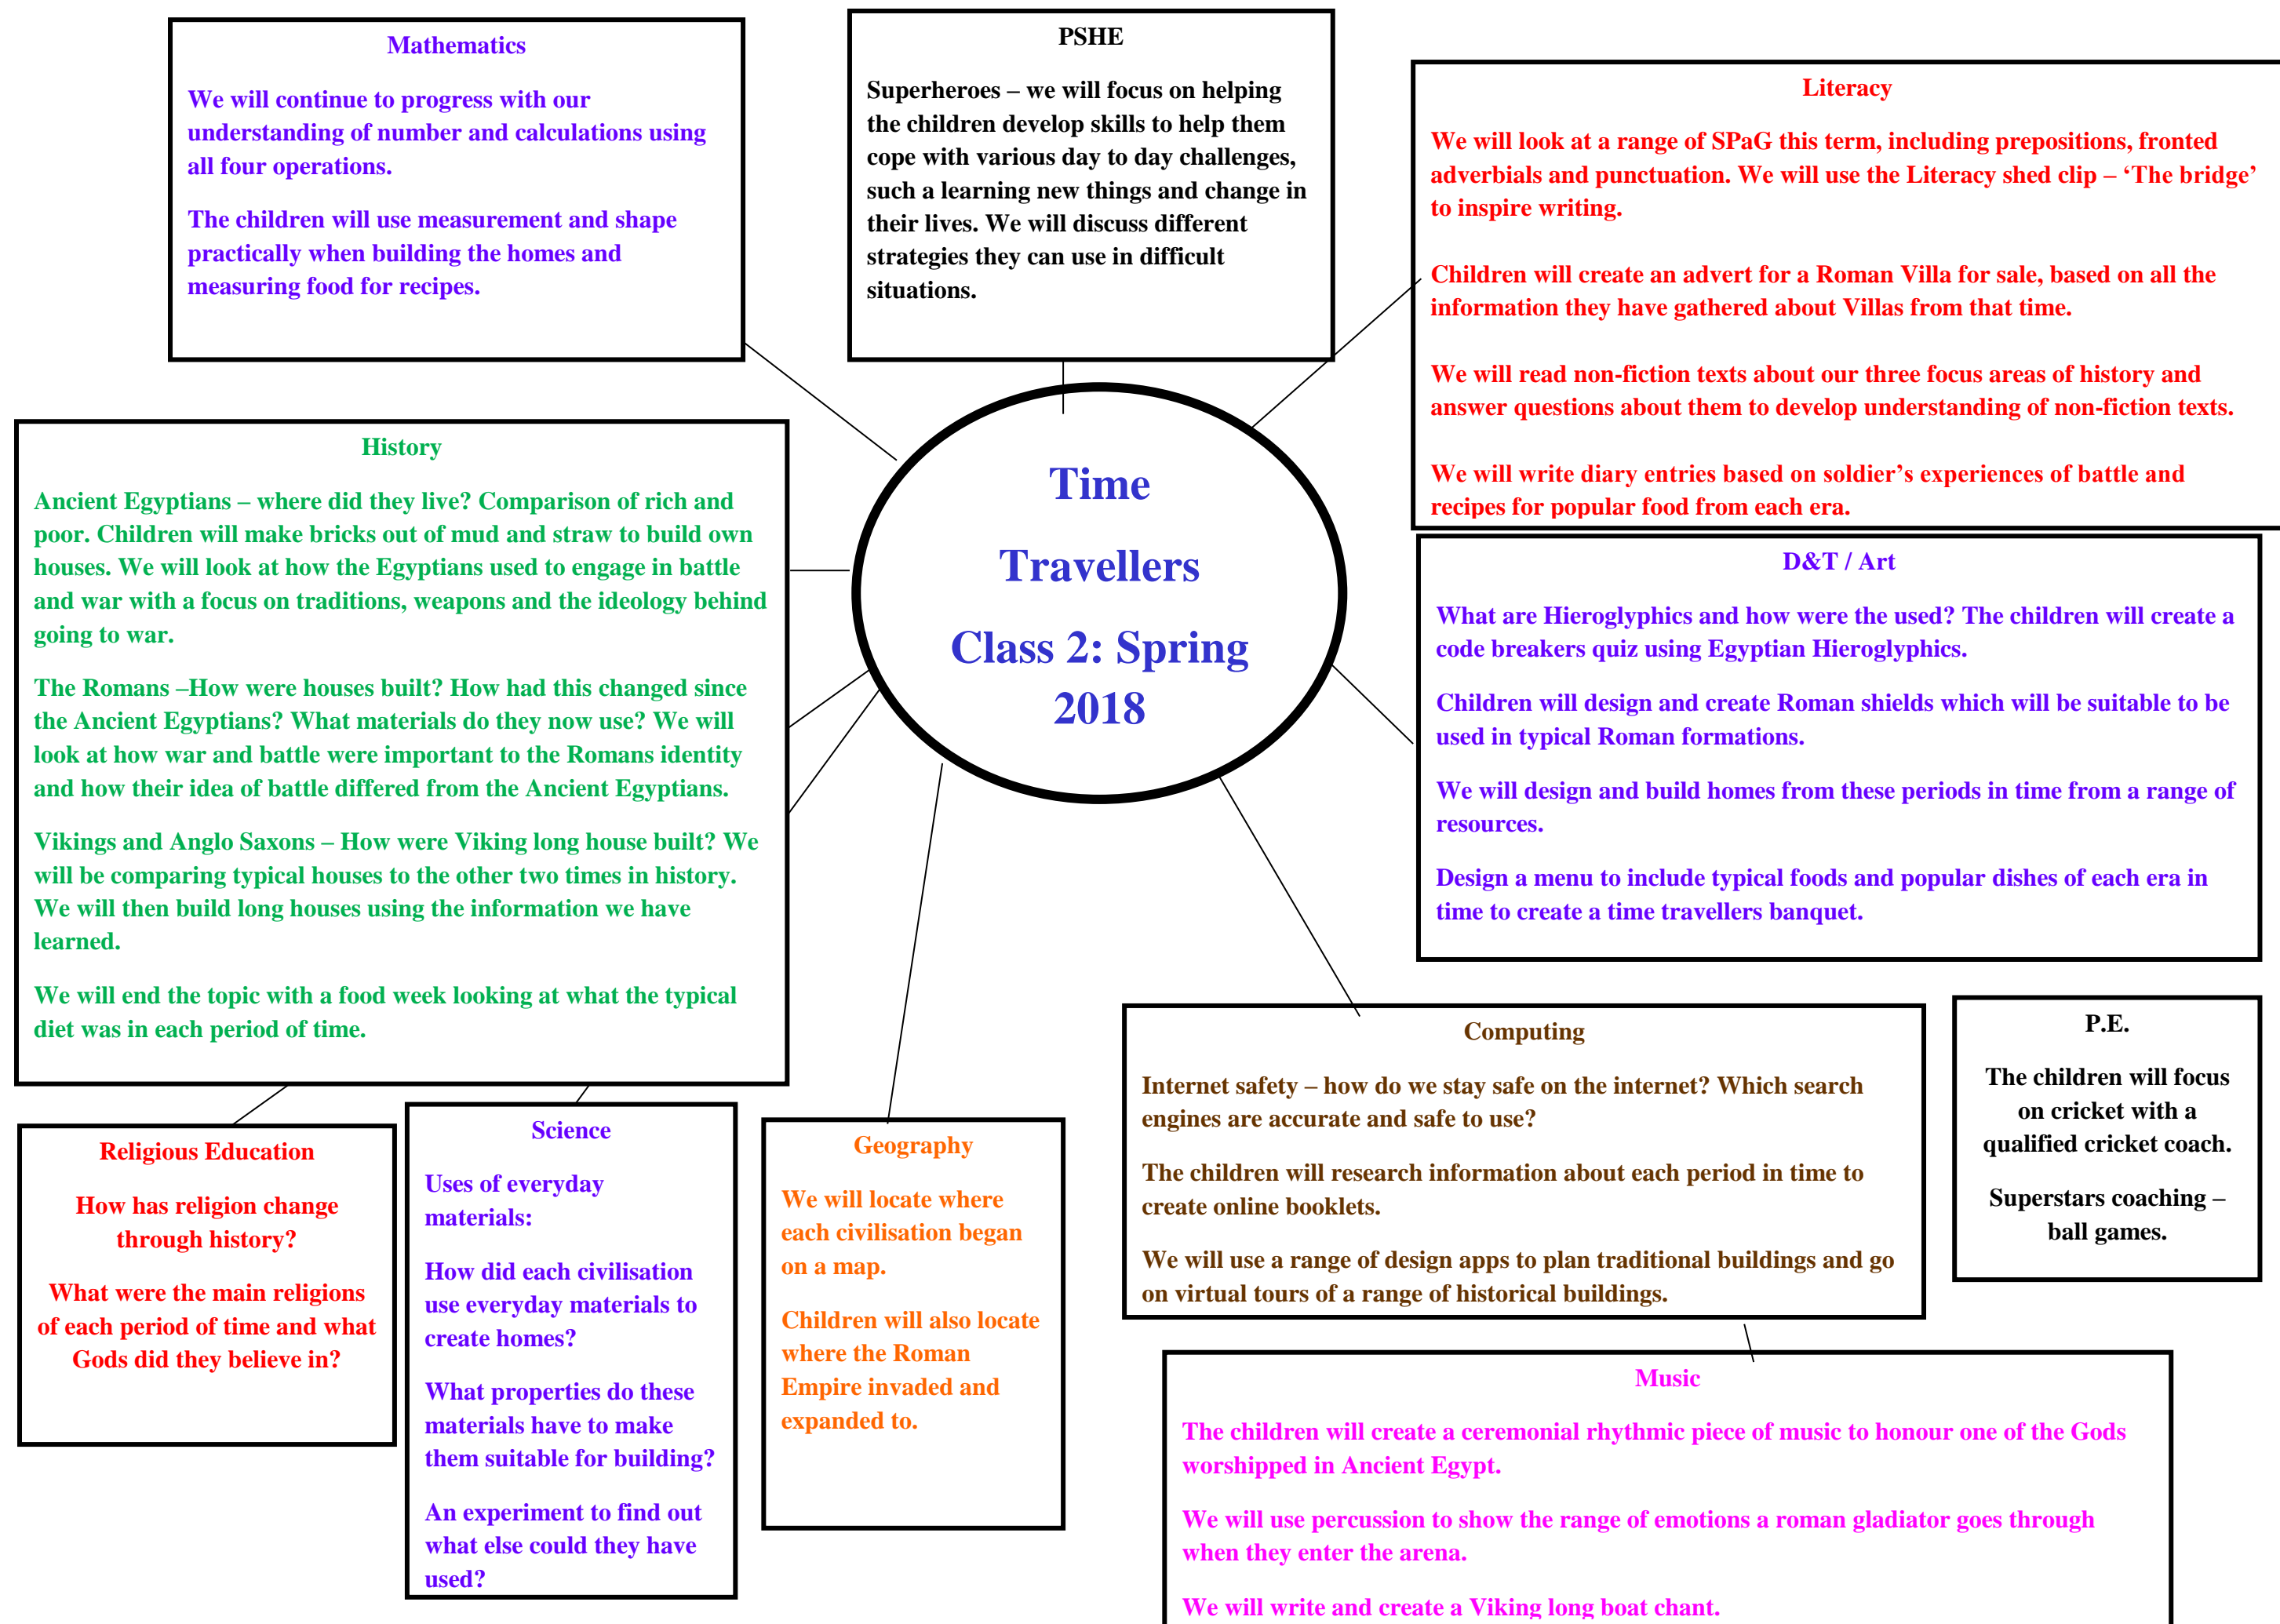 Mathematics
We will continue to progress with our
understanding of number and calculations using
all four operations.
The children will use measurement and shape
practically when building the homes and
measuring food for recipes.
PSHE
Superheroes – we will focus on helping
the children develop skills to help them
cope with various day to day challenges,
such a learning new things and change in
their lives. We will discuss different
strategies they can use in difficult
situations.
Literacy
We will look at a range of SPaG this term, including prepositions, fronted
adverbials and punctuation. We will use the Literacy shed clip – ‘The bridge’
to inspire writing.
Children will create an advert for a Roman Villa for sale, based on all the
information they have gathered about Villas from that time.
We will read non-fiction texts about our three focus areas of history and
answer questions about them to develop understanding of non-fiction texts.
We will write diary entries based on soldier’s experiences of battle and
recipes for popular food from each era.
History
Ancient Egyptians – where did they live? Comparison of rich and
poor. Children will make bricks out of mud and straw to build own
houses. We will look at how the Egyptians used to engage in battle
and war with a focus on traditions, weapons and the ideology behind
going to war.
The Romans –How were houses built? How had this changed since
the Ancient Egyptians? What materials do they now use? We will
look at how war and battle were important to the Romans identity
and how their idea of battle differed from the Ancient Egyptians.
Vikings and Anglo Saxons – How were Viking long house built? We
will be comparing typical houses to the other two times in history.
We will then build long houses using the information we have
learned.
We will end the topic with a food week looking at what the typical
diet was in each period of time.
Time
Travellers
Class 2: Spring
2018
D&T / Art
What are Hieroglyphics and how were the used? The children will create a
code breakers quiz using Egyptian Hieroglyphics.
Children will design and create Roman shields which will be suitable to be
used in typical Roman formations.
We will design and build homes from these periods in time from a range of
resources.
Design a menu to include typical foods and popular dishes of each era in
time to create a time travellers banquet.
Religious Education
How has religion change
through history?
What were the main religions
of each period of time and what
Gods did they believe in?
Science
Uses of everyday
materials:
How did each civilisation
use everyday materials to
create homes?
What properties do these
materials have to make
them suitable for building?
An experiment to find out
what else could they have
used?
Geography
We will locate where
each civilisation began
on a map.
Children will also locate
where the Roman
Empire invaded and
expanded to.
Computing
Internet safety – how do we stay safe on the internet? Which search
engines are accurate and safe to use?
The children will research information about each period in time to
create online booklets.
We will use a range of design apps to plan traditional buildings and go
on virtual tours of a range of historical buildings.
P.E.
The children will focus
on cricket with a
qualified cricket coach.
Superstars coaching –
ball games.
Music
The children will create a ceremonial rhythmic piece of music to honour one of the Gods
worshipped in Ancient Egypt.
We will use percussion to show the range of emotions a roman gladiator goes through
when they enter the arena.
We will write and create a Viking long boat chant.